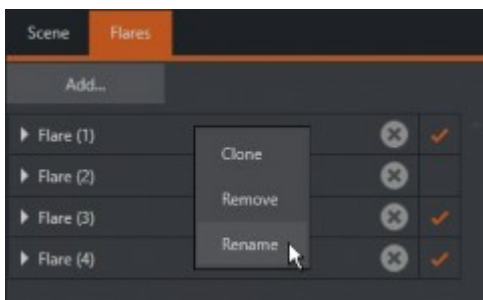 Scene Flares
Add...
Flare (1)
Clone
Flare (2)
Remove
Flare (3)
Rename
Flare (4)